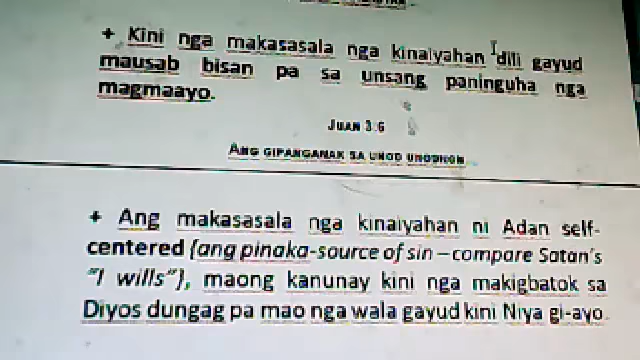 + Kini nga makasasala nga kinaiyahan dili gayud
mausab bisan pa sa unsang paninguha nga
magmaayo.
Juan 3:6
Ang gipanganak sa unod unodnon
+ Ang makasasala nga kinaiyahan ni Adan self-
centered (ang pinaka-source of sin – compare Satan's
"I wills"), maong kanunay kini nga makigbatok sa
Diyos dungag pa mao nga wala gayud kini Niya gi-ayo.